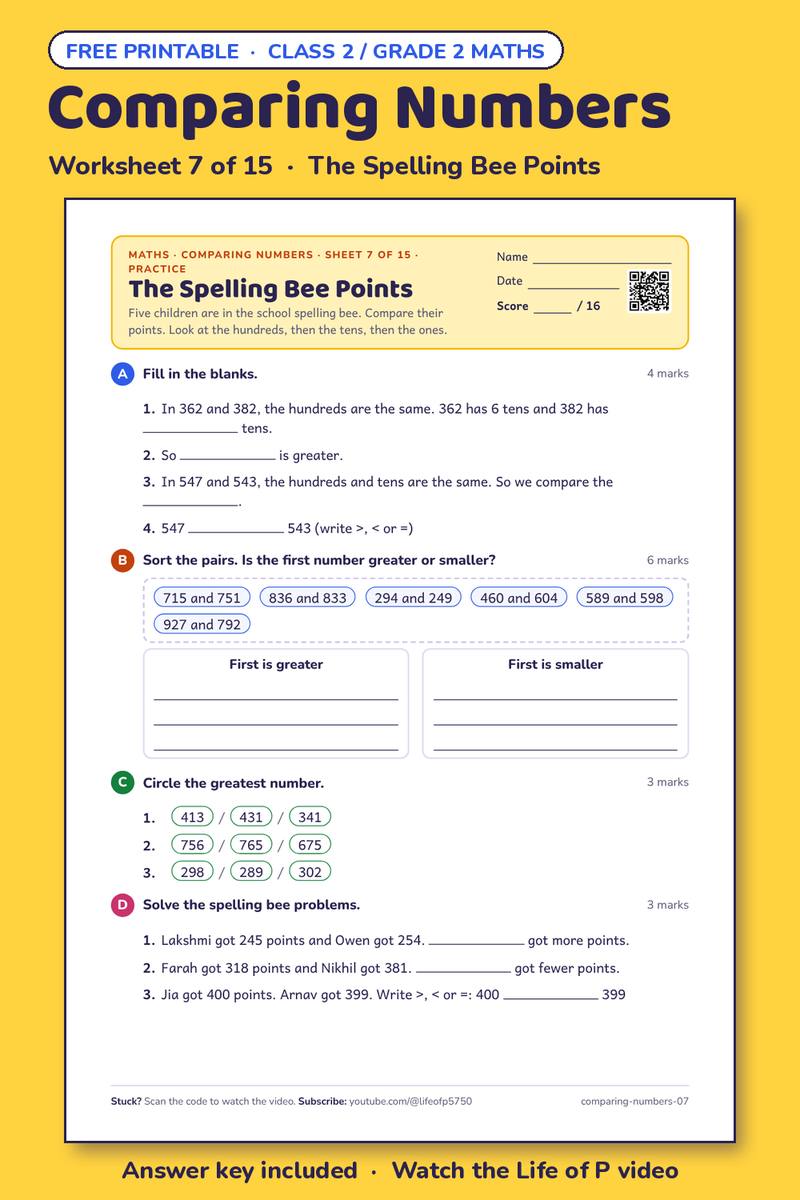 FREE PRINTABLE · CLASS 2 / GRADE 2 MATHS
Comparing Numbers
Worksheet 7 of 15 · The Spelling Bee Points
MATHS · COMPARING NUMBERS · SHEET 7 OF 15 ·
PRACTICE
The Spelling Bee Points
Five children are in the school spelling bee. Compare their
points. Look at the hundreds, then the tens, then the ones.
Name ____________
Date ____________
Score ______ / 16
A Fill in the blanks. 4 marks
1. In 362 and 382, the hundreds are the same. 362 has 6 tens and 382 has
____________ tens.
2. So ____________ is greater.
3. In 547 and 543, the hundreds and tens are the same. So we compare the
____________.
4. 547 ____________ 543 (write >, < or =)
B Sort the pairs. Is the first number greater or smaller? 6 marks
715 and 751 836 and 833 294 and 249 460 and 604 589 and 598
927 and 792
First is greater First is smaller
C Circle the greatest number. 3 marks
1. 413 / 431 / 341
2. 756 / 765 / 675
3. 298 / 289 / 302
D Solve the spelling bee problems. 3 marks
1. Lakshmi got 245 points and Owen got 254. ____________ got more points.
2. Farah got 318 points and Nikhil got 381. ____________ got fewer points.
3. Jia got 400 points. Arnav got 399. Write >, < or =: 400 ____________ 399
Stuck? Scan the code to watch the video. Subscribe: youtube.com/@lifeofp5750 comparing-numbers-07
Answer key included · Watch the Life of P video